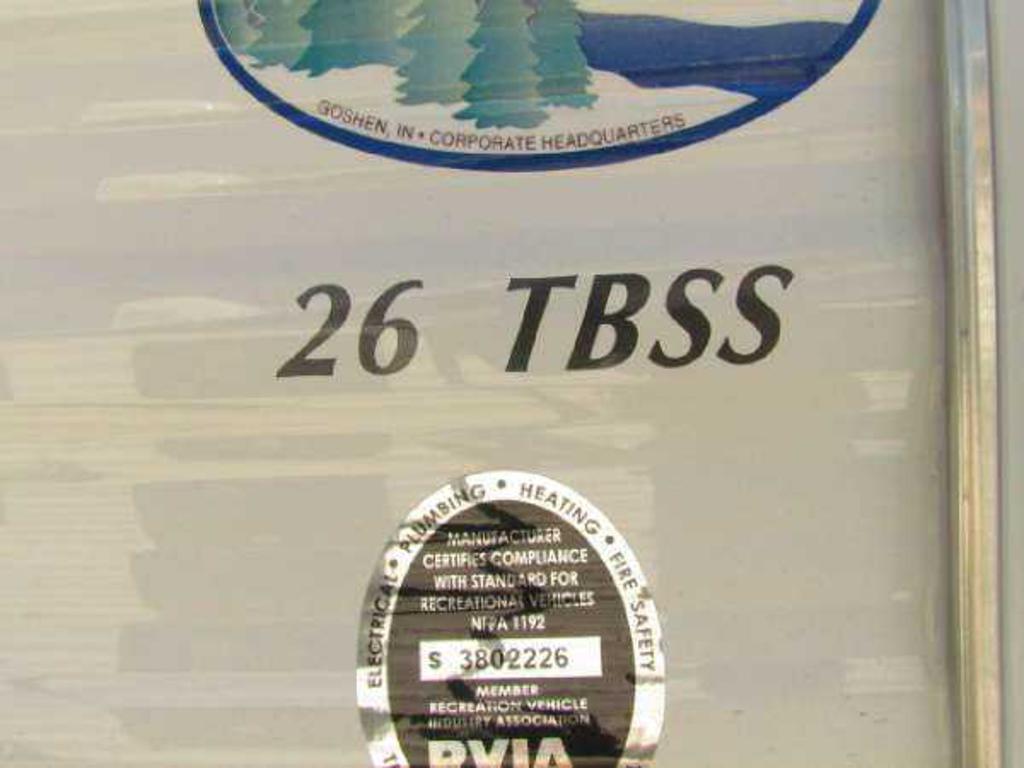 GOSHEN, IN • CORPORATE HEADQUARTERS
26 TBSS
ELECTRICAL • PLUMBING • HEATING • FIRE SAFETY
MANUFACTURER
CERTIFIES COMPLIANCE
WITH STANDARD FOR
RECREATIONAL VEHICLES
NFPA 1192
S 3802226
MEMBER
RECREATION VEHICLE
INDUSTRY ASSOCIATION
RVIA